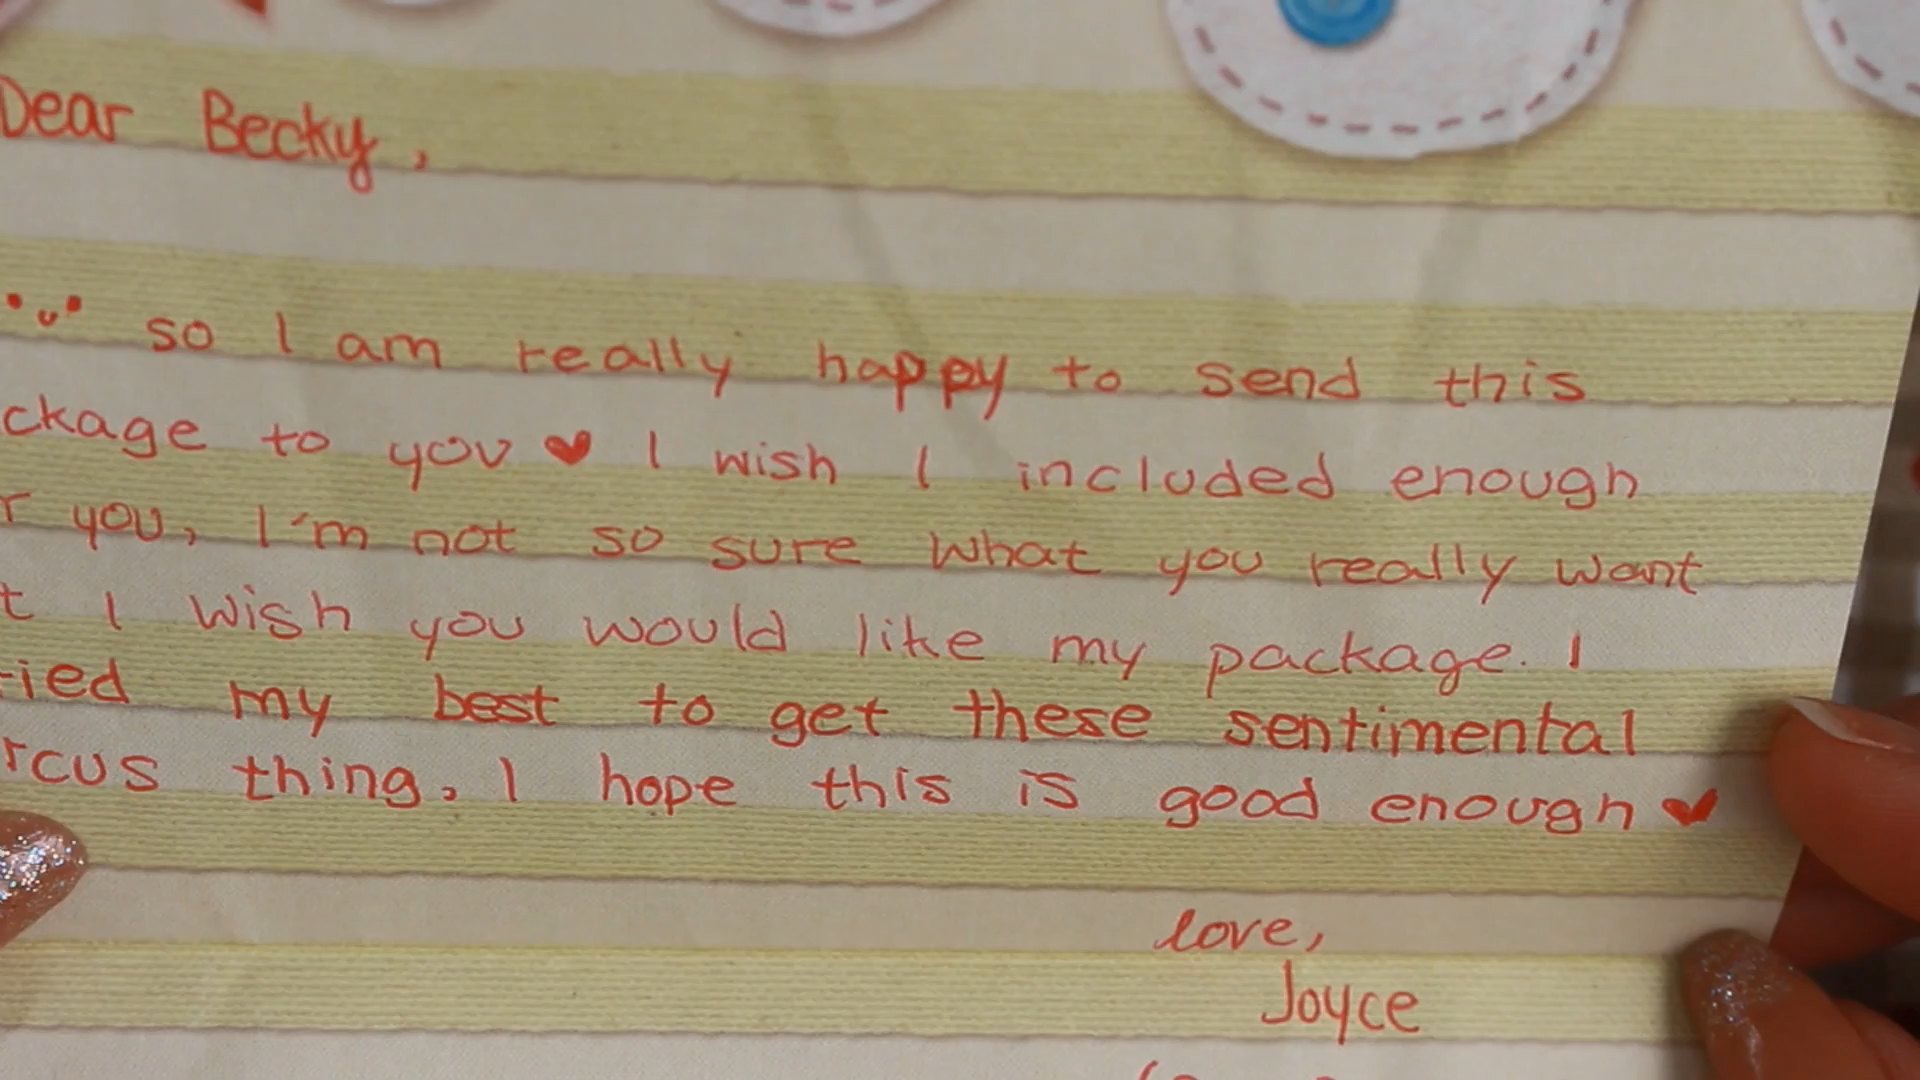 Dear Becky,
so I am really happy to send this
ckage to you ♥ I wish I included enough
r you, I'm not so sure what you really want
t I wish you would like my package. I
ried my best to get these sentimental
rcus thing. I hope this is good enough ♥
love,
Joyce